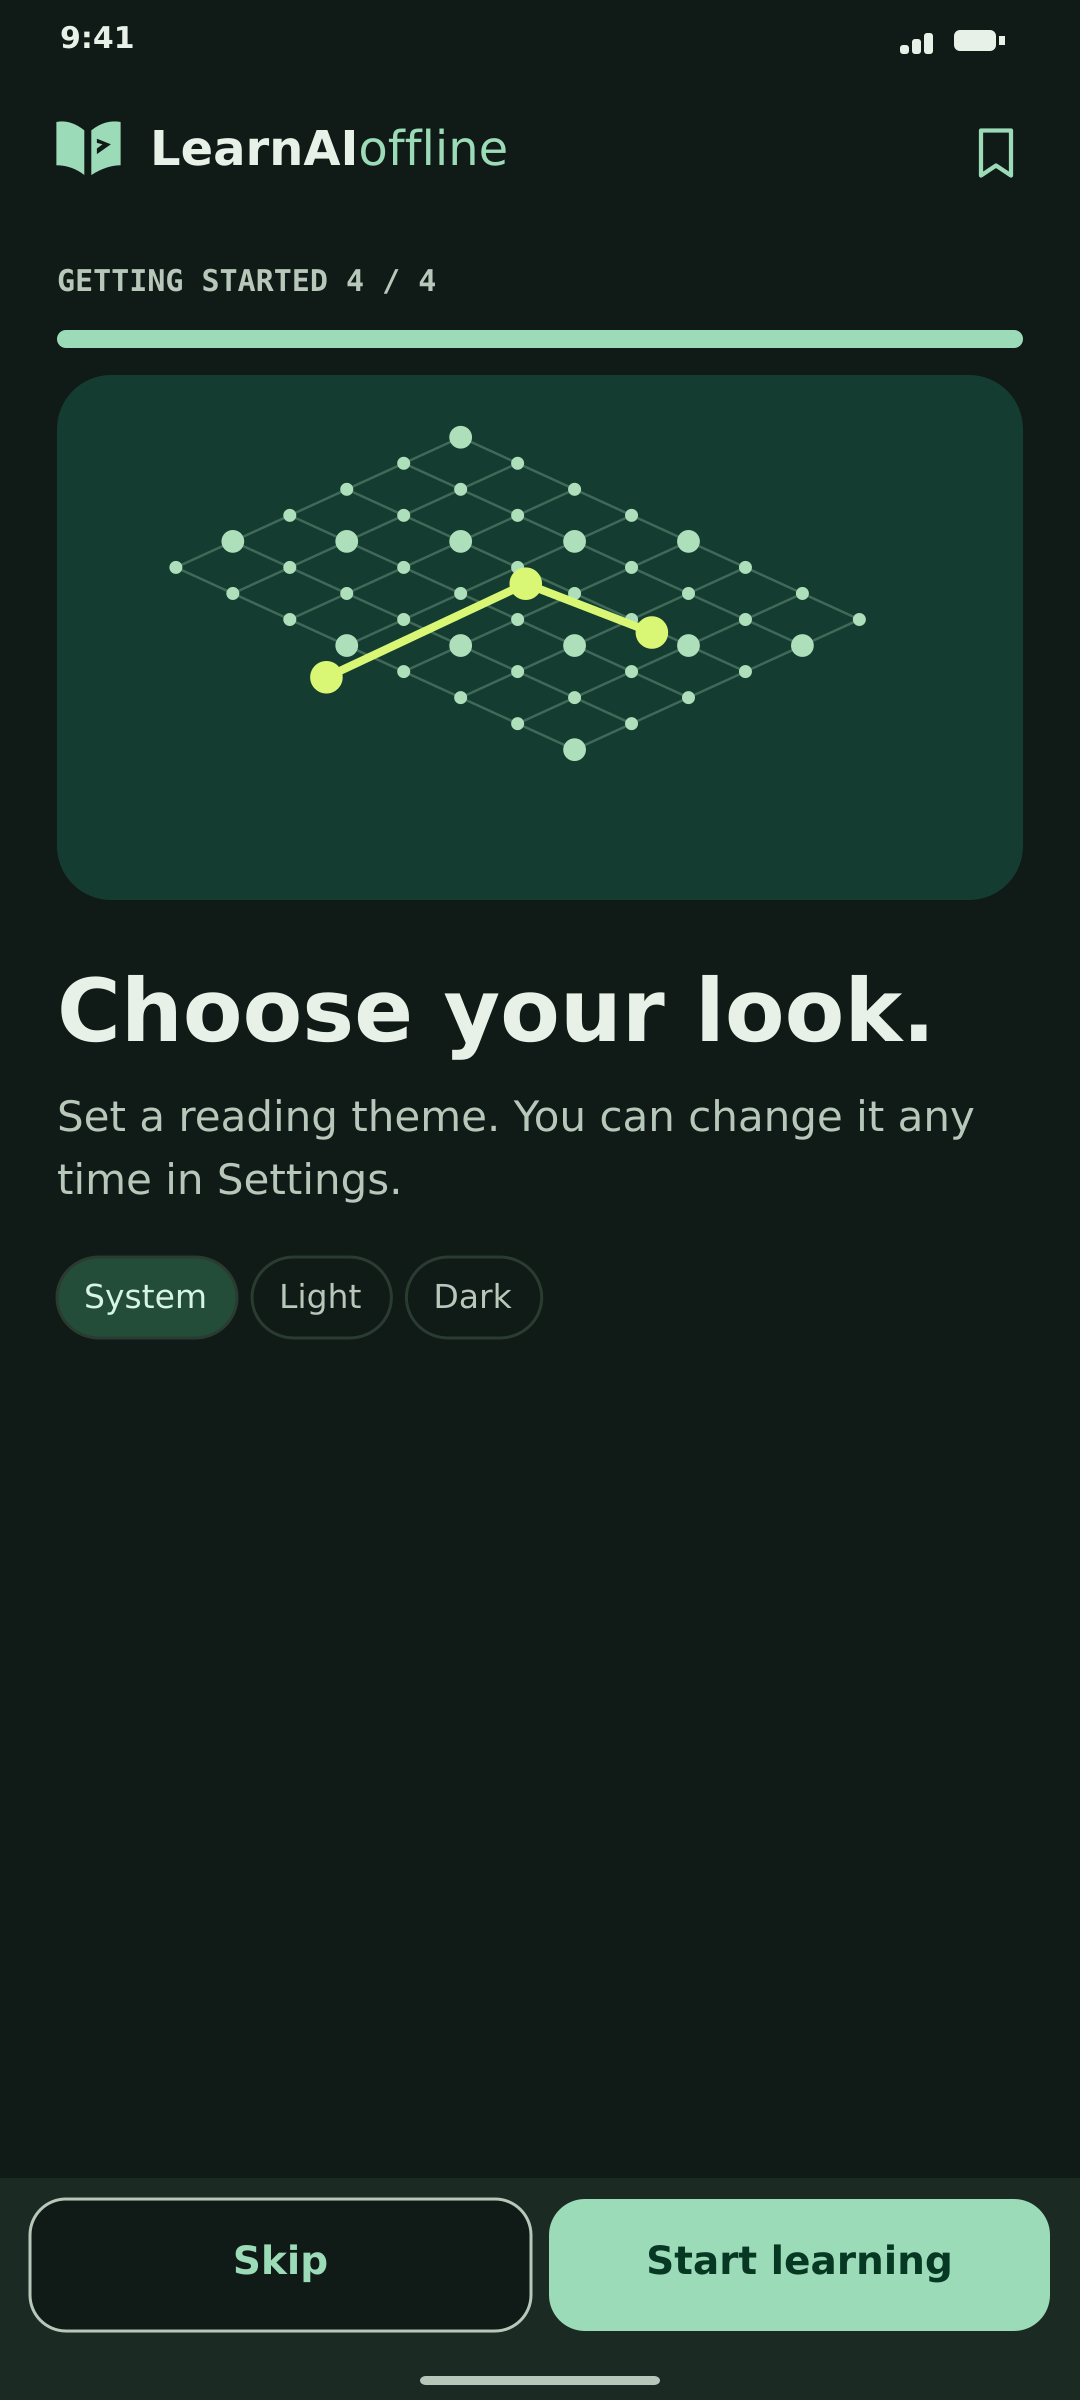 9:41
LearnAIoffline
GETTING STARTED 4 / 4
Choose your look.
Set a reading theme. You can change it any
time in Settings.
System Light Dark
Skip Start learning